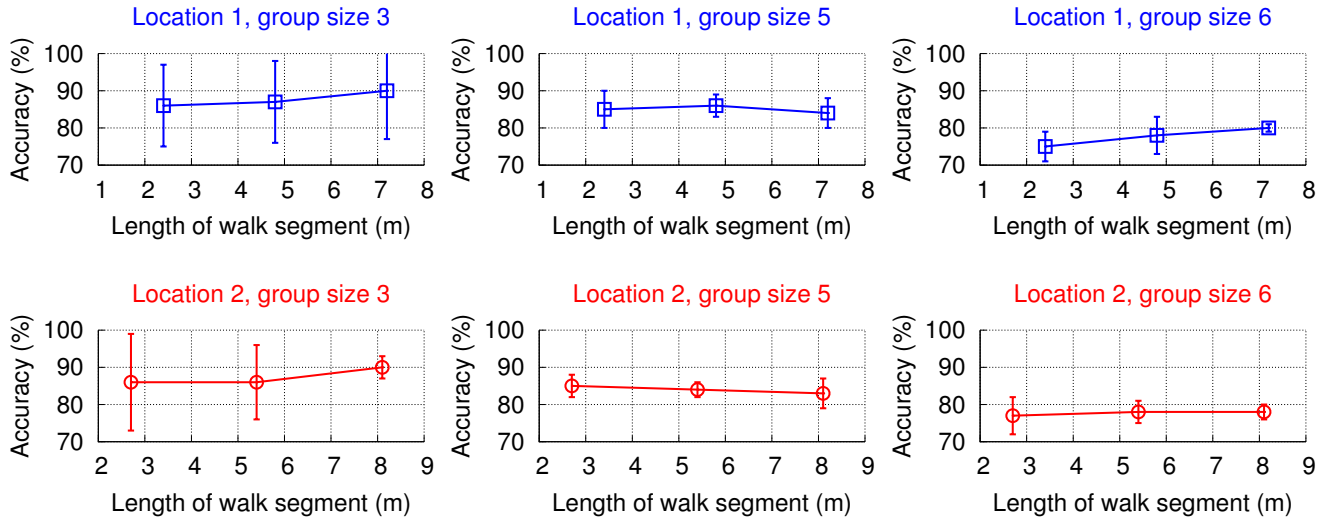 Location 1, group size 3
Accuracy (%)
100
90
80
70
1 2 3 4 5 6 7 8
Length of walk segment (m)
Location 1, group size 5
Accuracy (%)
100
90
80
70
1 2 3 4 5 6 7 8
Length of walk segment (m)
Location 1, group size 6
Accuracy (%)
100
90
80
70
1 2 3 4 5 6 7 8
Length of walk segment (m)
Location 2, group size 3
Accuracy (%)
100
90
80
70
2 3 4 5 6 7 8 9
Length of walk segment (m)
Location 2, group size 5
Accuracy (%)
100
90
80
70
2 3 4 5 6 7 8 9
Length of walk segment (m)
Location 2, group size 6
Accuracy (%)
100
90
80
70
2 3 4 5 6 7 8 9
Length of walk segment (m)